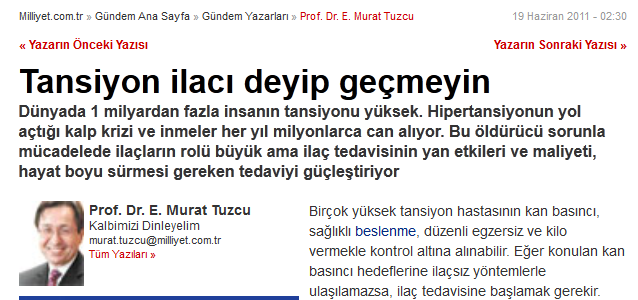 Milliyet.com.tr » Gündem Ana Sayfa » Gündem Yazarları » Prof. Dr. E. Murat Tuzcu
19 Haziran 2011 - 02:30
« Yazarın Önceki Yazısı
Yazarın Sonraki Yazısı »
Tansiyon ilacı deyip geçmeyin
Dünyada 1 milyardan fazla insanın tansiyonu yüksek. Hipertansiyonun yol
açtığı kalp krizi ve inmeler her yıl milyonlarca can alıyor. Bu öldürücü sorunla
mücadelede ilaçların rolü büyük ama ilaç tedavisinin yan etkileri ve maliyeti,
hayat boyu sürmesi gereken tedaviyi güçleştiriyor
Prof. Dr. E. Murat Tuzcu
Kalbimizi Dinleyelim
murat.tuzcu@milliyet.com.tr
Tüm Yazıları »
Birçok yüksek tansiyon hastasının kan basıncı,
sağlıklı beslenme, düzenli egzersiz ve kilo
vermekle kontrol altına alınabilir. Eğer konulan kan
basıncı hedeflerine ilaçsız yöntemlerle
ulaşılamazsa, ilaç tedavisine başlamak gerekir.